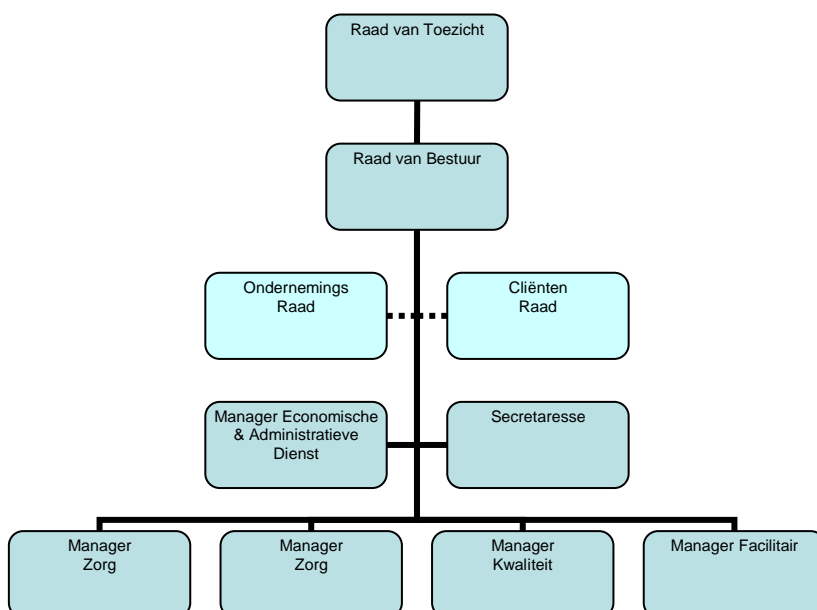 Raad van Toezicht
Raad van Bestuur
Ondernemings
Raad
Cliënten
Raad
Manager Economische
& Administratieve
Dienst
Secretaresse
Manager
Zorg
Manager
Zorg
Manager
Kwaliteit
Manager Facilitair